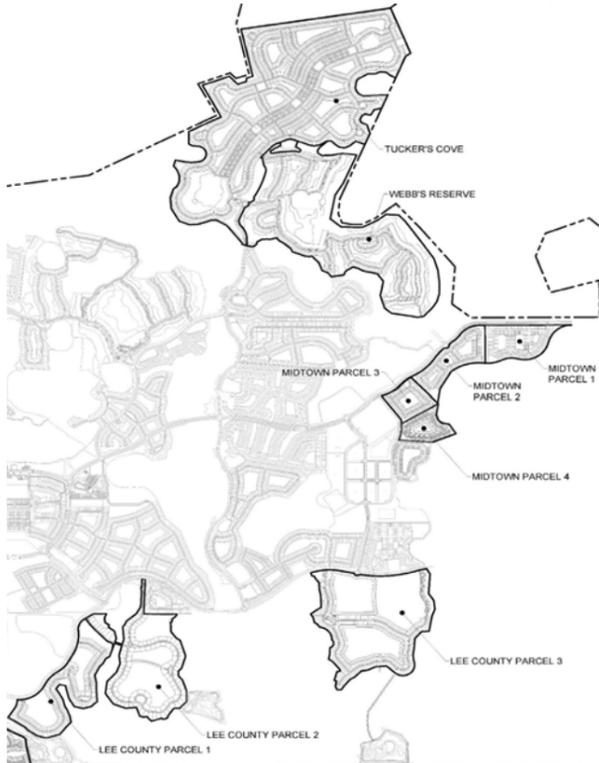 TUCKER'S COVE
WEBB'S RESERVE
MIDTOWN PARCEL 3
MIDTOWN
PARCEL 1
MIDTOWN
PARCEL 2
MIDTOWN PARCEL 4
LEE COUNTY PARCEL 3
LEE COUNTY PARCEL 2
LEE COUNTY PARCEL 1